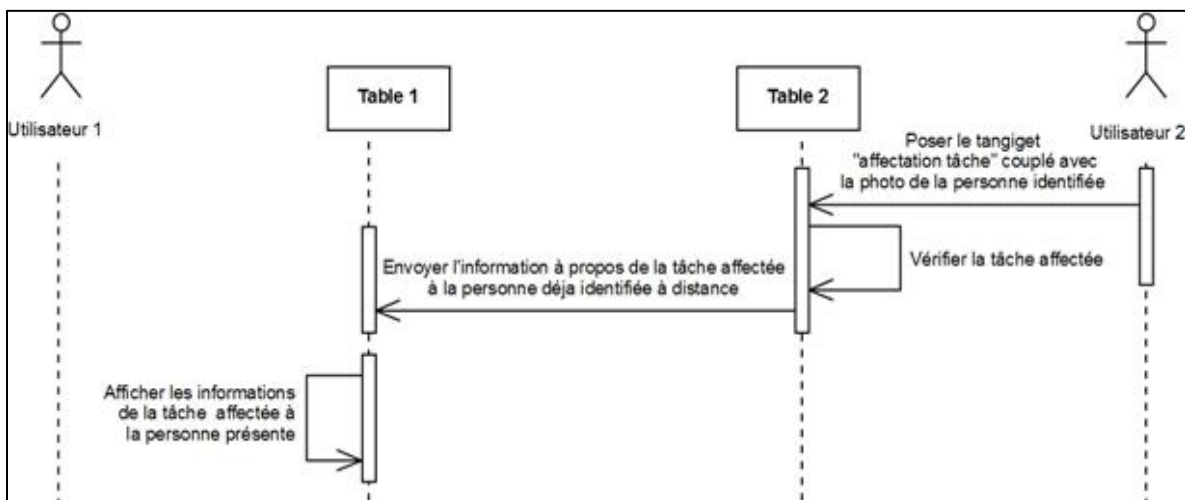 Utilisateur 1
Table 1
Table 2
Utilisateur 2
Poser le tangiget
"affectation tâche" couplé avec
la photo de la personne identifiée
Vérifier la tâche affectée
Envoyer l'information à propos de la tâche affectée
à la personne déja identifiée à distance
Afficher les informations
de la tâche affectée à
la personne présente